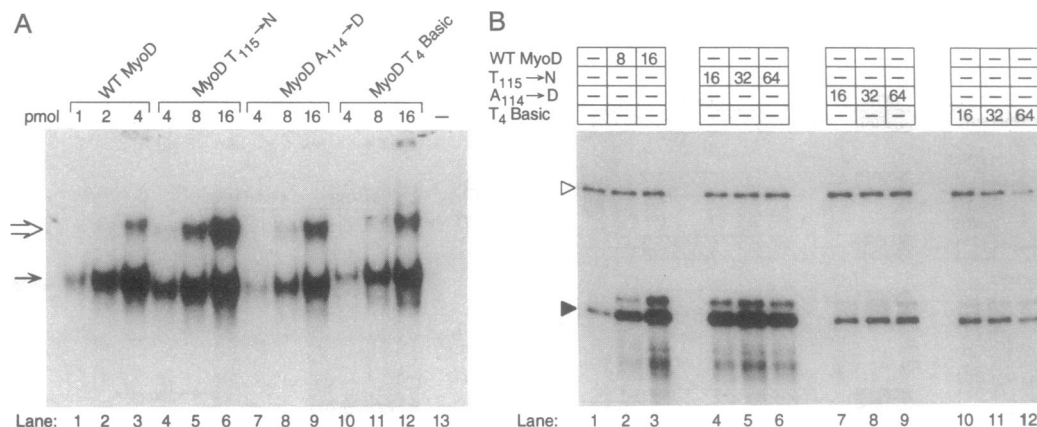 A
WT MyoD
MyoD T115→N
MyoD A114→D
MyoD T4 Basic
pmol 1 2 4 4 8 16 4 8 16 4 8 16 –
Lane: 1 2 3 4 5 6 7 8 9 10 11 12 13
B
WT MyoD – 8 16 – – – – – – – – –
T115→N – – – 16 32 64 – – – – – –
A114→D – – – – – – 16 32 64 – – –
T4 Basic – – – – – – – – – 16 32 64
Lane: 1 2 3 4 5 6 7 8 9 10 11 12